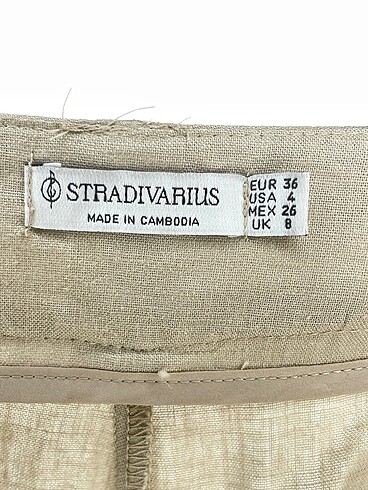 STRADIVARIUS
MADE IN CAMBODIA
EUR 36
USA 4
MEX 26
UK 8